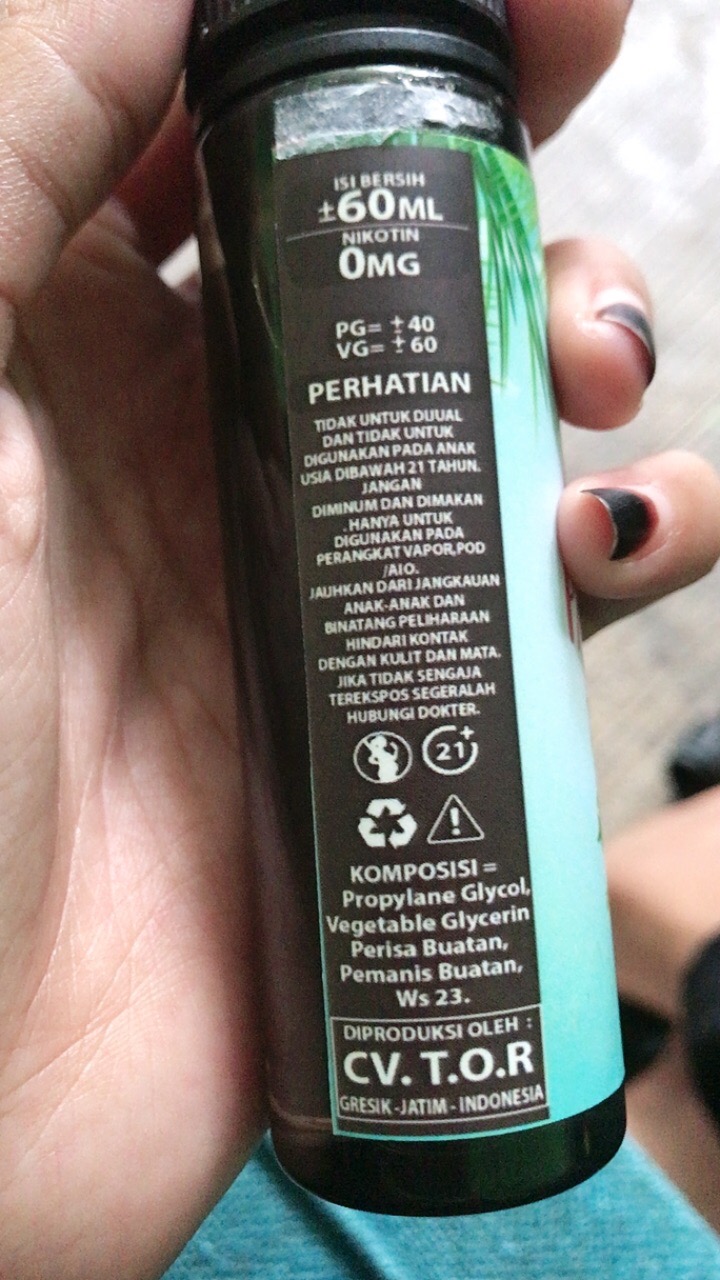 ISI BERSIH
±60ML
NIKOTIN
0MG
PG= ±40
VG= ±60
PERHATIAN
TIDAK UNTUK DIJUAL
DAN TIDAK UNTUK
DIGUNAKAN PADA ANAK
USIA DIBAWAH 21 TAHUN.
JANGAN
DIMINUM DAN DIMAKAN
.HANYA UNTUK
DIGUNAKAN PADA
PERANGKAT VAPOR,POD
/AIO.
JAUHKAN DARI JANGKAUAN
ANAK-ANAK DAN
BINATANG PELIHARAAN
HINDARI KONTAK
DENGAN KULIT DAN MATA.
JIKA TIDAK SENGAJA
TEREKSPOS SEGERALAH
HUBUNGI DOKTER.
21+
KOMPOSISI =
Propylane Glycol,
Vegetable Glycerin
Perisa Buatan,
Pemanis Buatan,
Ws 23.
DIPRODUKSI OLEH :
CV. T.O.R
GRESIK -JATIM - INDONESIA